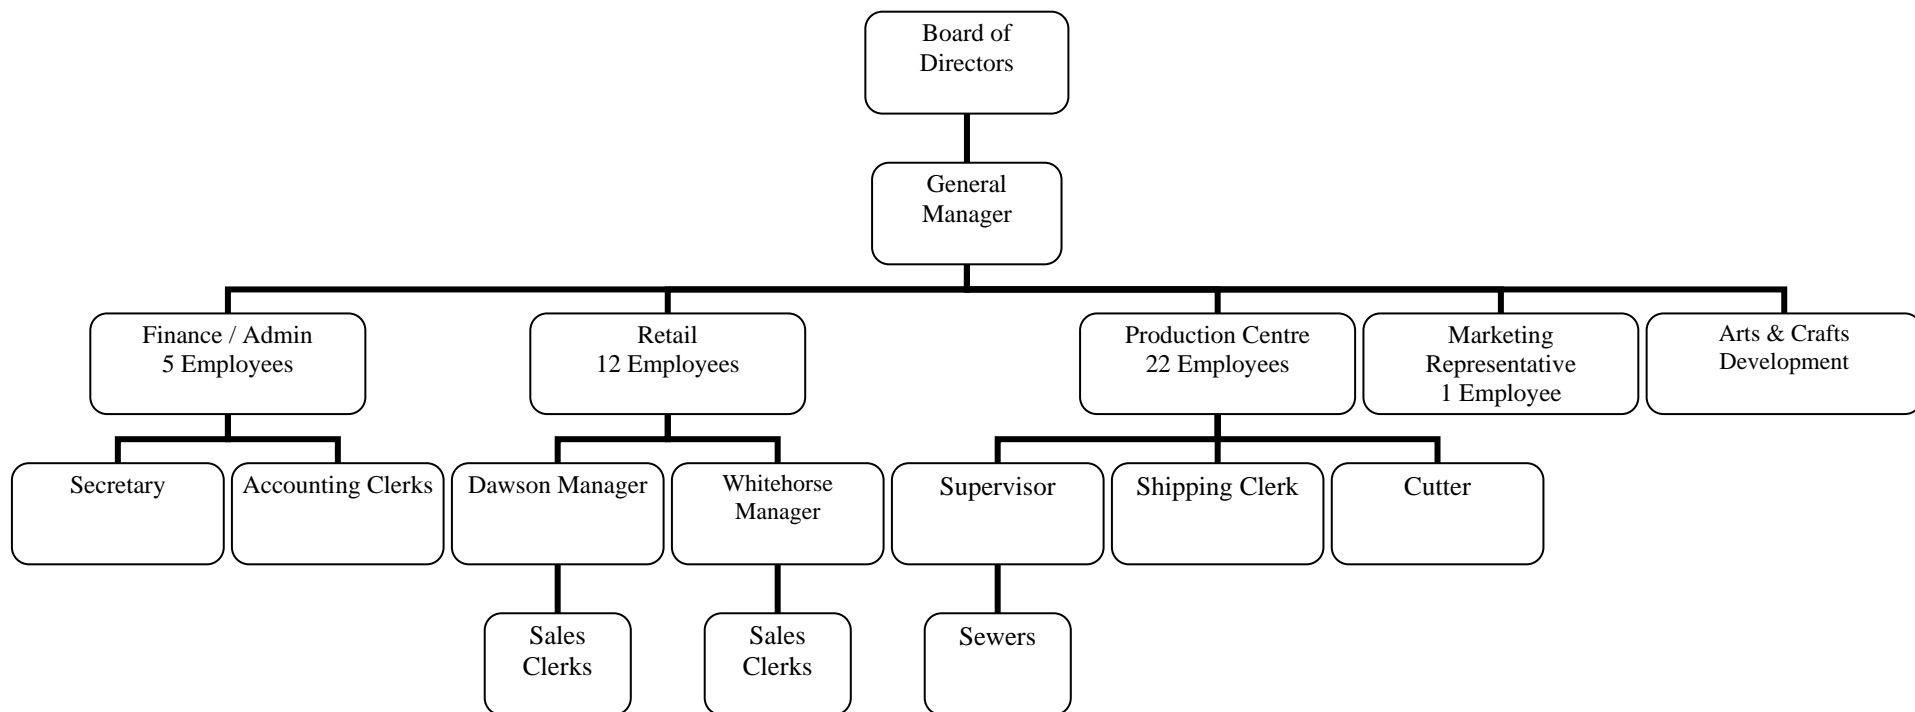 Board of
Directors
General
Manager
Finance / Admin
5 Employees
Retail
12 Employees
Production Centre
22 Employees
Marketing
Representative
1 Employee
Arts & Crafts
Development
Secretary
Accounting Clerks
Dawson Manager
Whitehorse
Manager
Supervisor
Shipping Clerk
Cutter
Sales
Clerks
Sales
Clerks
Sewers